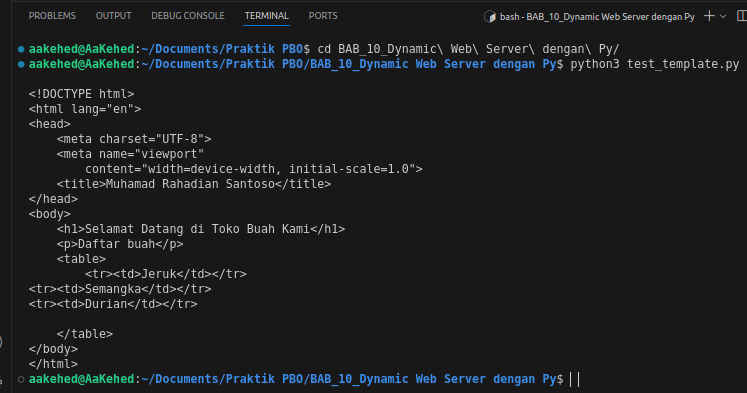 PROBLEMS OUTPUT DEBUG CONSOLE TERMINAL PORTS bash - BAB_10_Dynamic Web Server dengan Py
aakehed@AaKehed:~/Documents/Praktik PBO$ cd BAB_10_Dynamic\ Web\ Server\ dengan\ Py/
aakehed@AaKehed:~/Documents/Praktik PBO/BAB_10_Dynamic Web Server dengan Py$ python3 test_template.py
<!DOCTYPE html>
<html lang="en">
<head>
    <meta charset="UTF-8">
    <meta name="viewport"
        content="width=device-width, initial-scale=1.0">
    <title>Muhamad Rahadian Santoso</title>
</head>
<body>
    <h1>Selamat Datang di Toko Buah Kami</h1>
    <p>Daftar buah</p>
    <table>
        <tr><td>Jeruk</td></tr>
<tr><td>Semangka</td></tr>
<tr><td>Durian</td></tr>
    </table>
</body>
</html>
aakehed@AaKehed:~/Documents/Praktik PBO/BAB_10_Dynamic Web Server dengan Py$